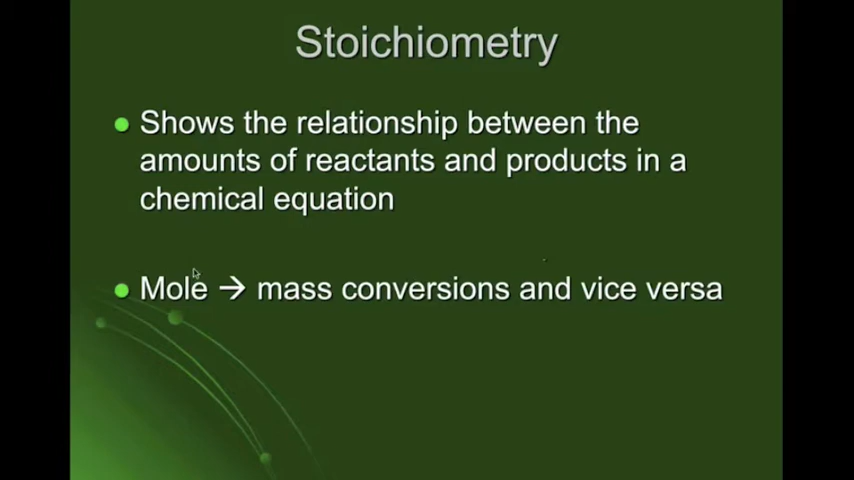 Stoichiometry
Shows the relationship between the
amounts of reactants and products in a
chemical equation
Mole → mass conversions and vice versa